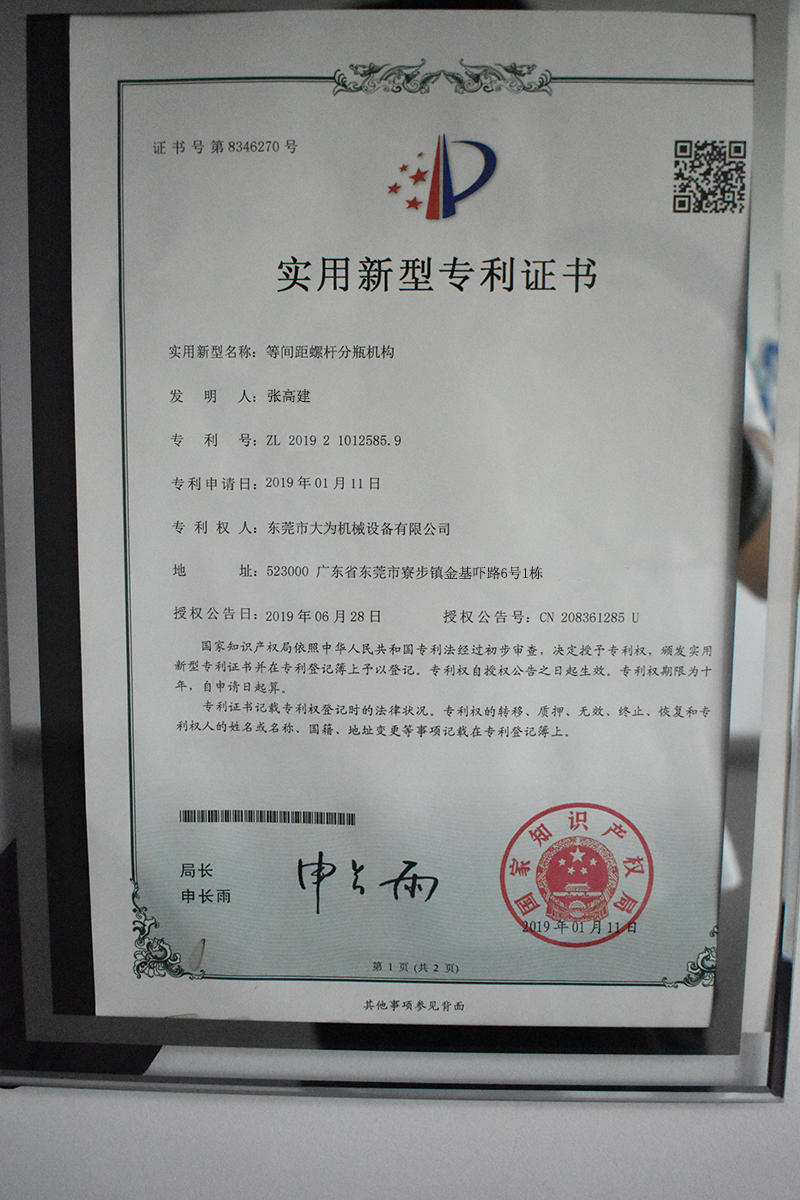 证书号第8346270号
实用新型专利证书
实用新型名称：等间距螺杆分瓶机构
发明人：张高建
专利号：ZL 2019 2 1012585.9
专利申请日：2019年01月11日
专利权人：东莞市大为机械设备有限公司
地址：523000 广东省东莞市寮步镇金基吓路6号1栋
授权公告日：2019年06月28日 授权公告号：CN 208361285 U
国家知识产权局依照中华人民共和国专利法经过初步审查，决定授予专利权，颁发实用
新型专利证书并在专利登记簿上予以登记。专利权自授权公告之日起生效。专利权期限为十
年，自申请日起算。
专利证书记载专利权登记时的法律状况。专利权的转移、质押、无效、终止、恢复和专
利权人的姓名或名称、国籍、地址变更等事项记载在专利登记簿上。
局长
申长雨
申长雨
国家知识产权局
2019年01月11日
第 1 页 (共 2 页)
其他事项参见背面